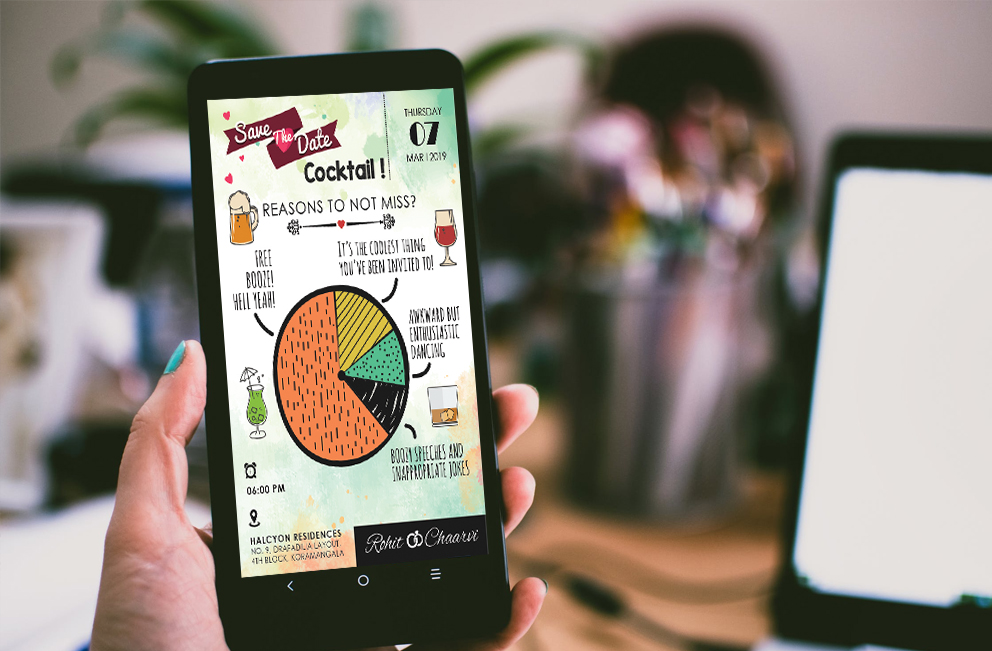 Save The Date
Cocktail !
THURSDAY
07
MAR | 2019
REASONS TO NOT MISS?
FREE
BOOZE!
HELL YEAH!
IT'S THE COOLEST THING
YOU'VE BEEN INVITED TO!
AWKWARD BUT
ENTHUSIASTIC
DANCING
BOOZY SPEECHES AND
INAPPROPRIATE JOKES
06:00 PM
HALCYON RESIDENCES
NO. 9, DRAFADILIA LAYOUT,
4TH BLOCK, KORAMANGALA
Rohit Chaarvi